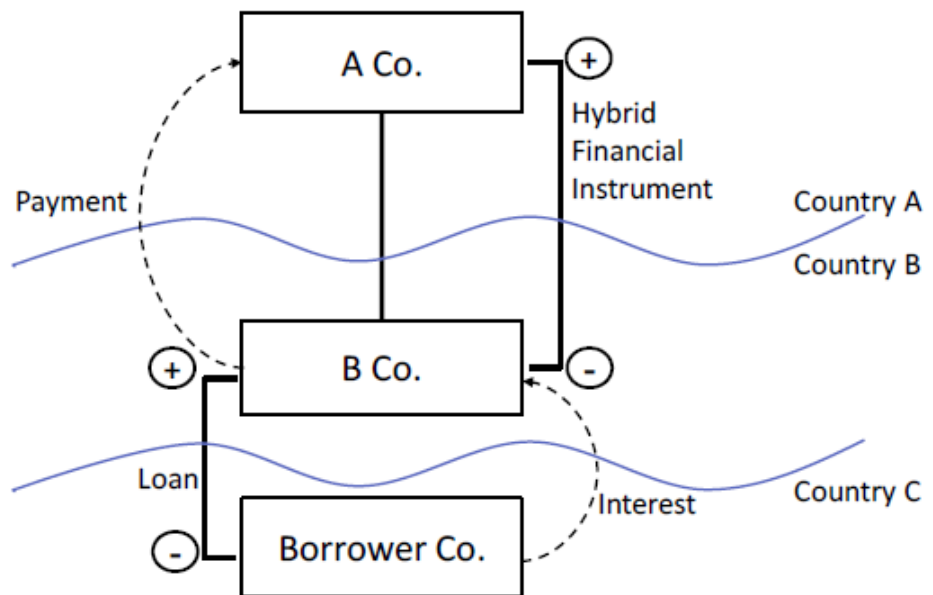 A Co.
+
Hybrid
Financial
Instrument
Payment
Country A
Country B
+
B Co.
-
Loan
Interest
Country C
-
Borrower Co.